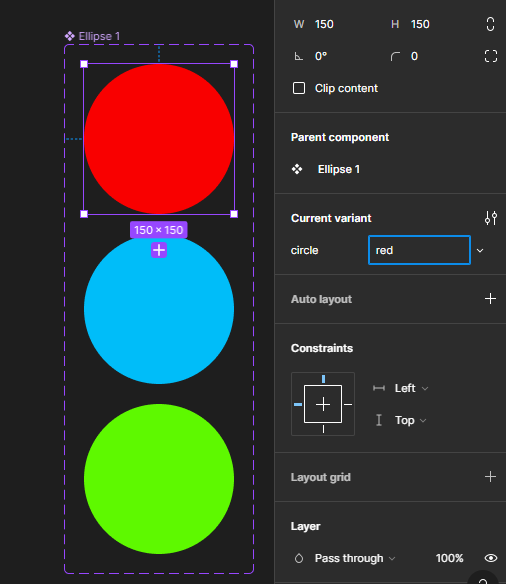 Ellipse 1
150 × 150
W 150 H 150
0° 0
Clip content
Parent component
Ellipse 1
Current variant
circle red
Auto layout
Constraints
Left
Top
Layout grid
Layer
Pass through 100%